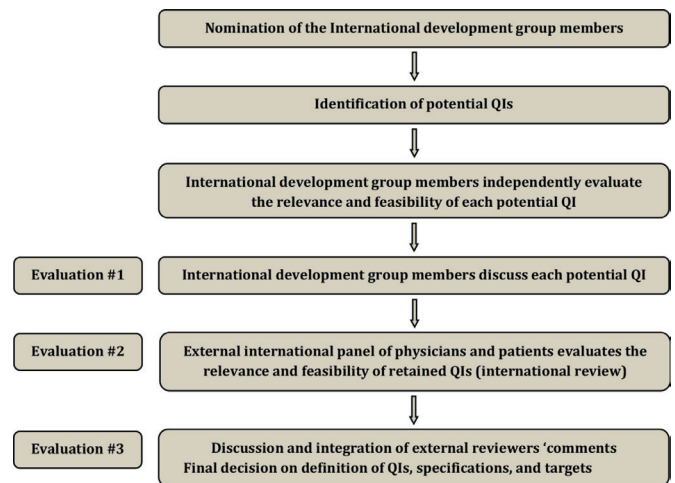 Nomination of the International development group members
Identification of potential QIs
International development group members independently evaluate
the relevance and feasibility of each potential QI
Evaluation #1
International development group members discuss each potential QI
Evaluation #2
External international panel of physicians and patients evaluates the
relevance and feasibility of retained QIs (international review)
Evaluation #3
Discussion and integration of external reviewers ‘comments
Final decision on definition of QIs, specifications, and targets